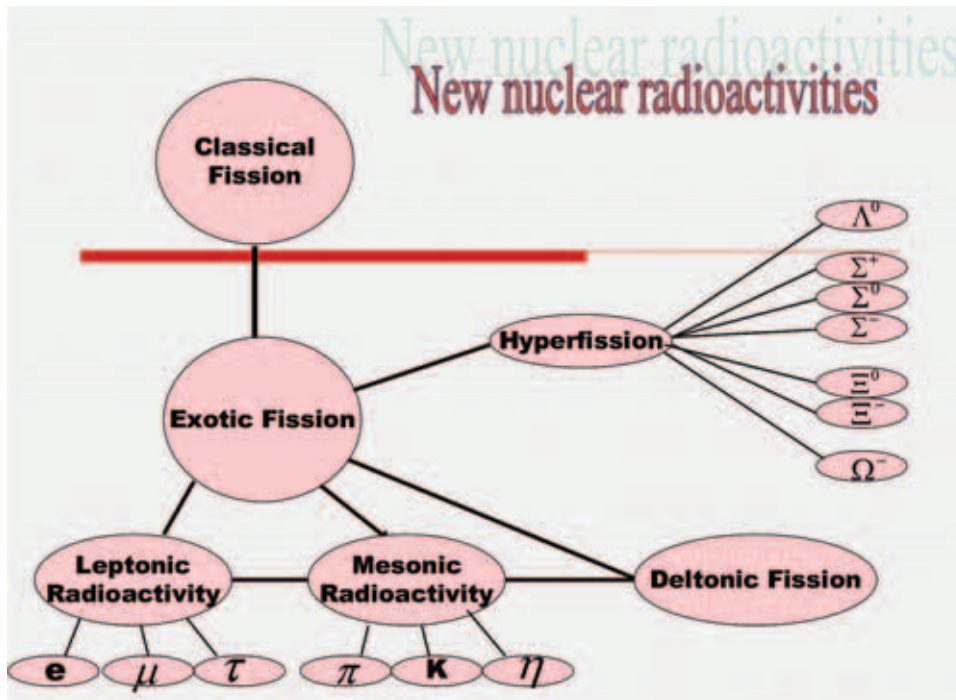 New nuclear radioactivities
New nuclear radioactivities
Classical
Fission
Λ⁰
Σ⁺
Σ⁰
Σ⁻
Hyperfission
Ξ⁰
Ξ⁻
Exotic Fission
Ω⁻
Leptonic
Radioactivity
Mesonic
Radioactivity
Deltonic Fission
e
μ
τ
π
K
η